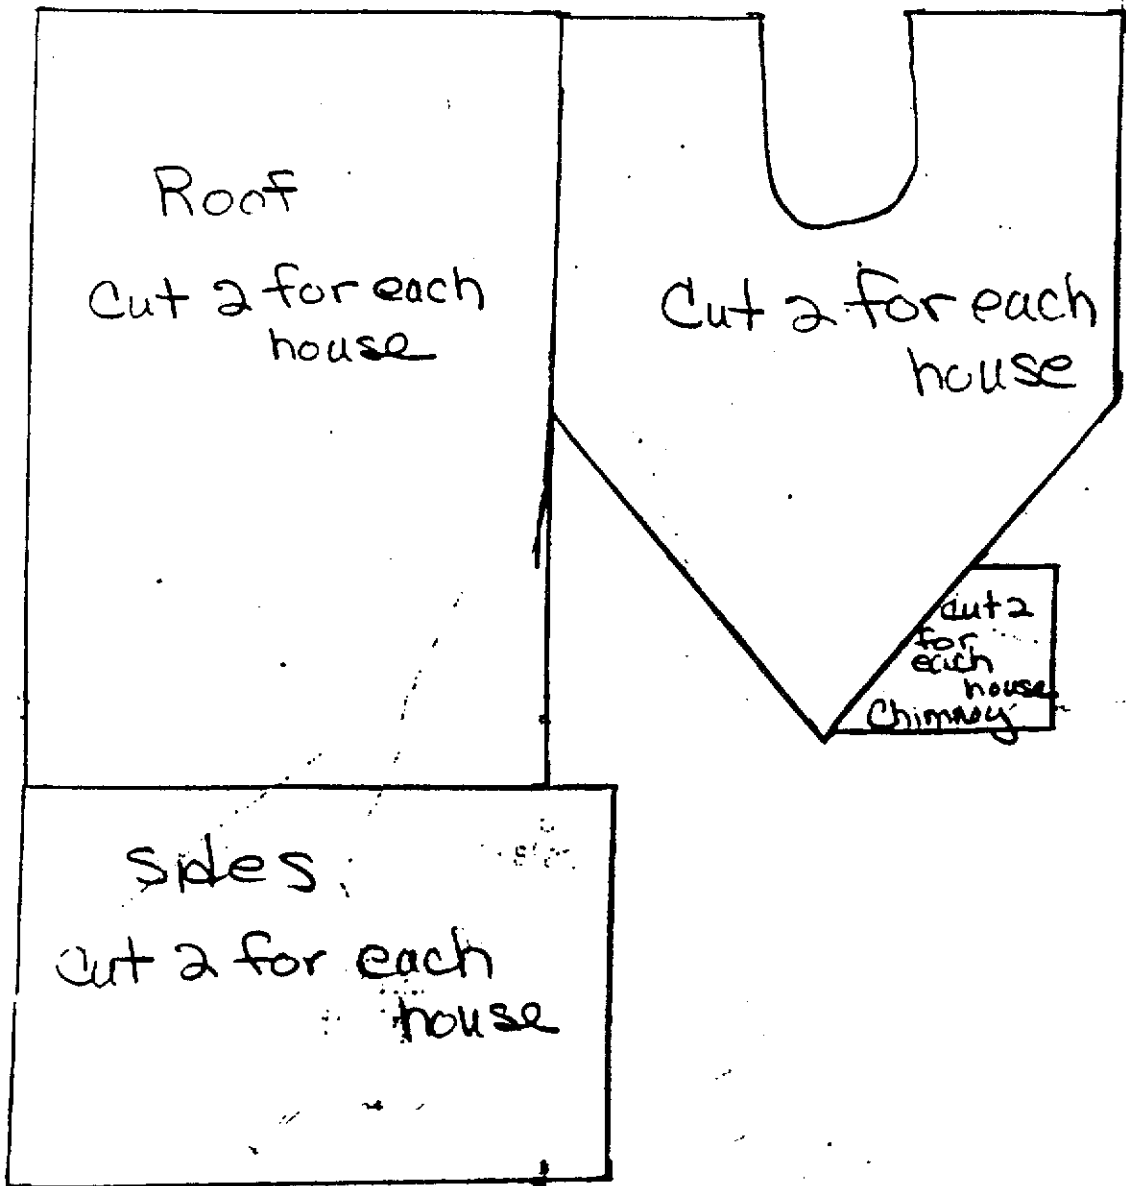 Roof
Cut 2 for each
house
Cut 2 for each
house
Cut 2
for
each
house
Chimney
Sides
Cut 2 for each
house